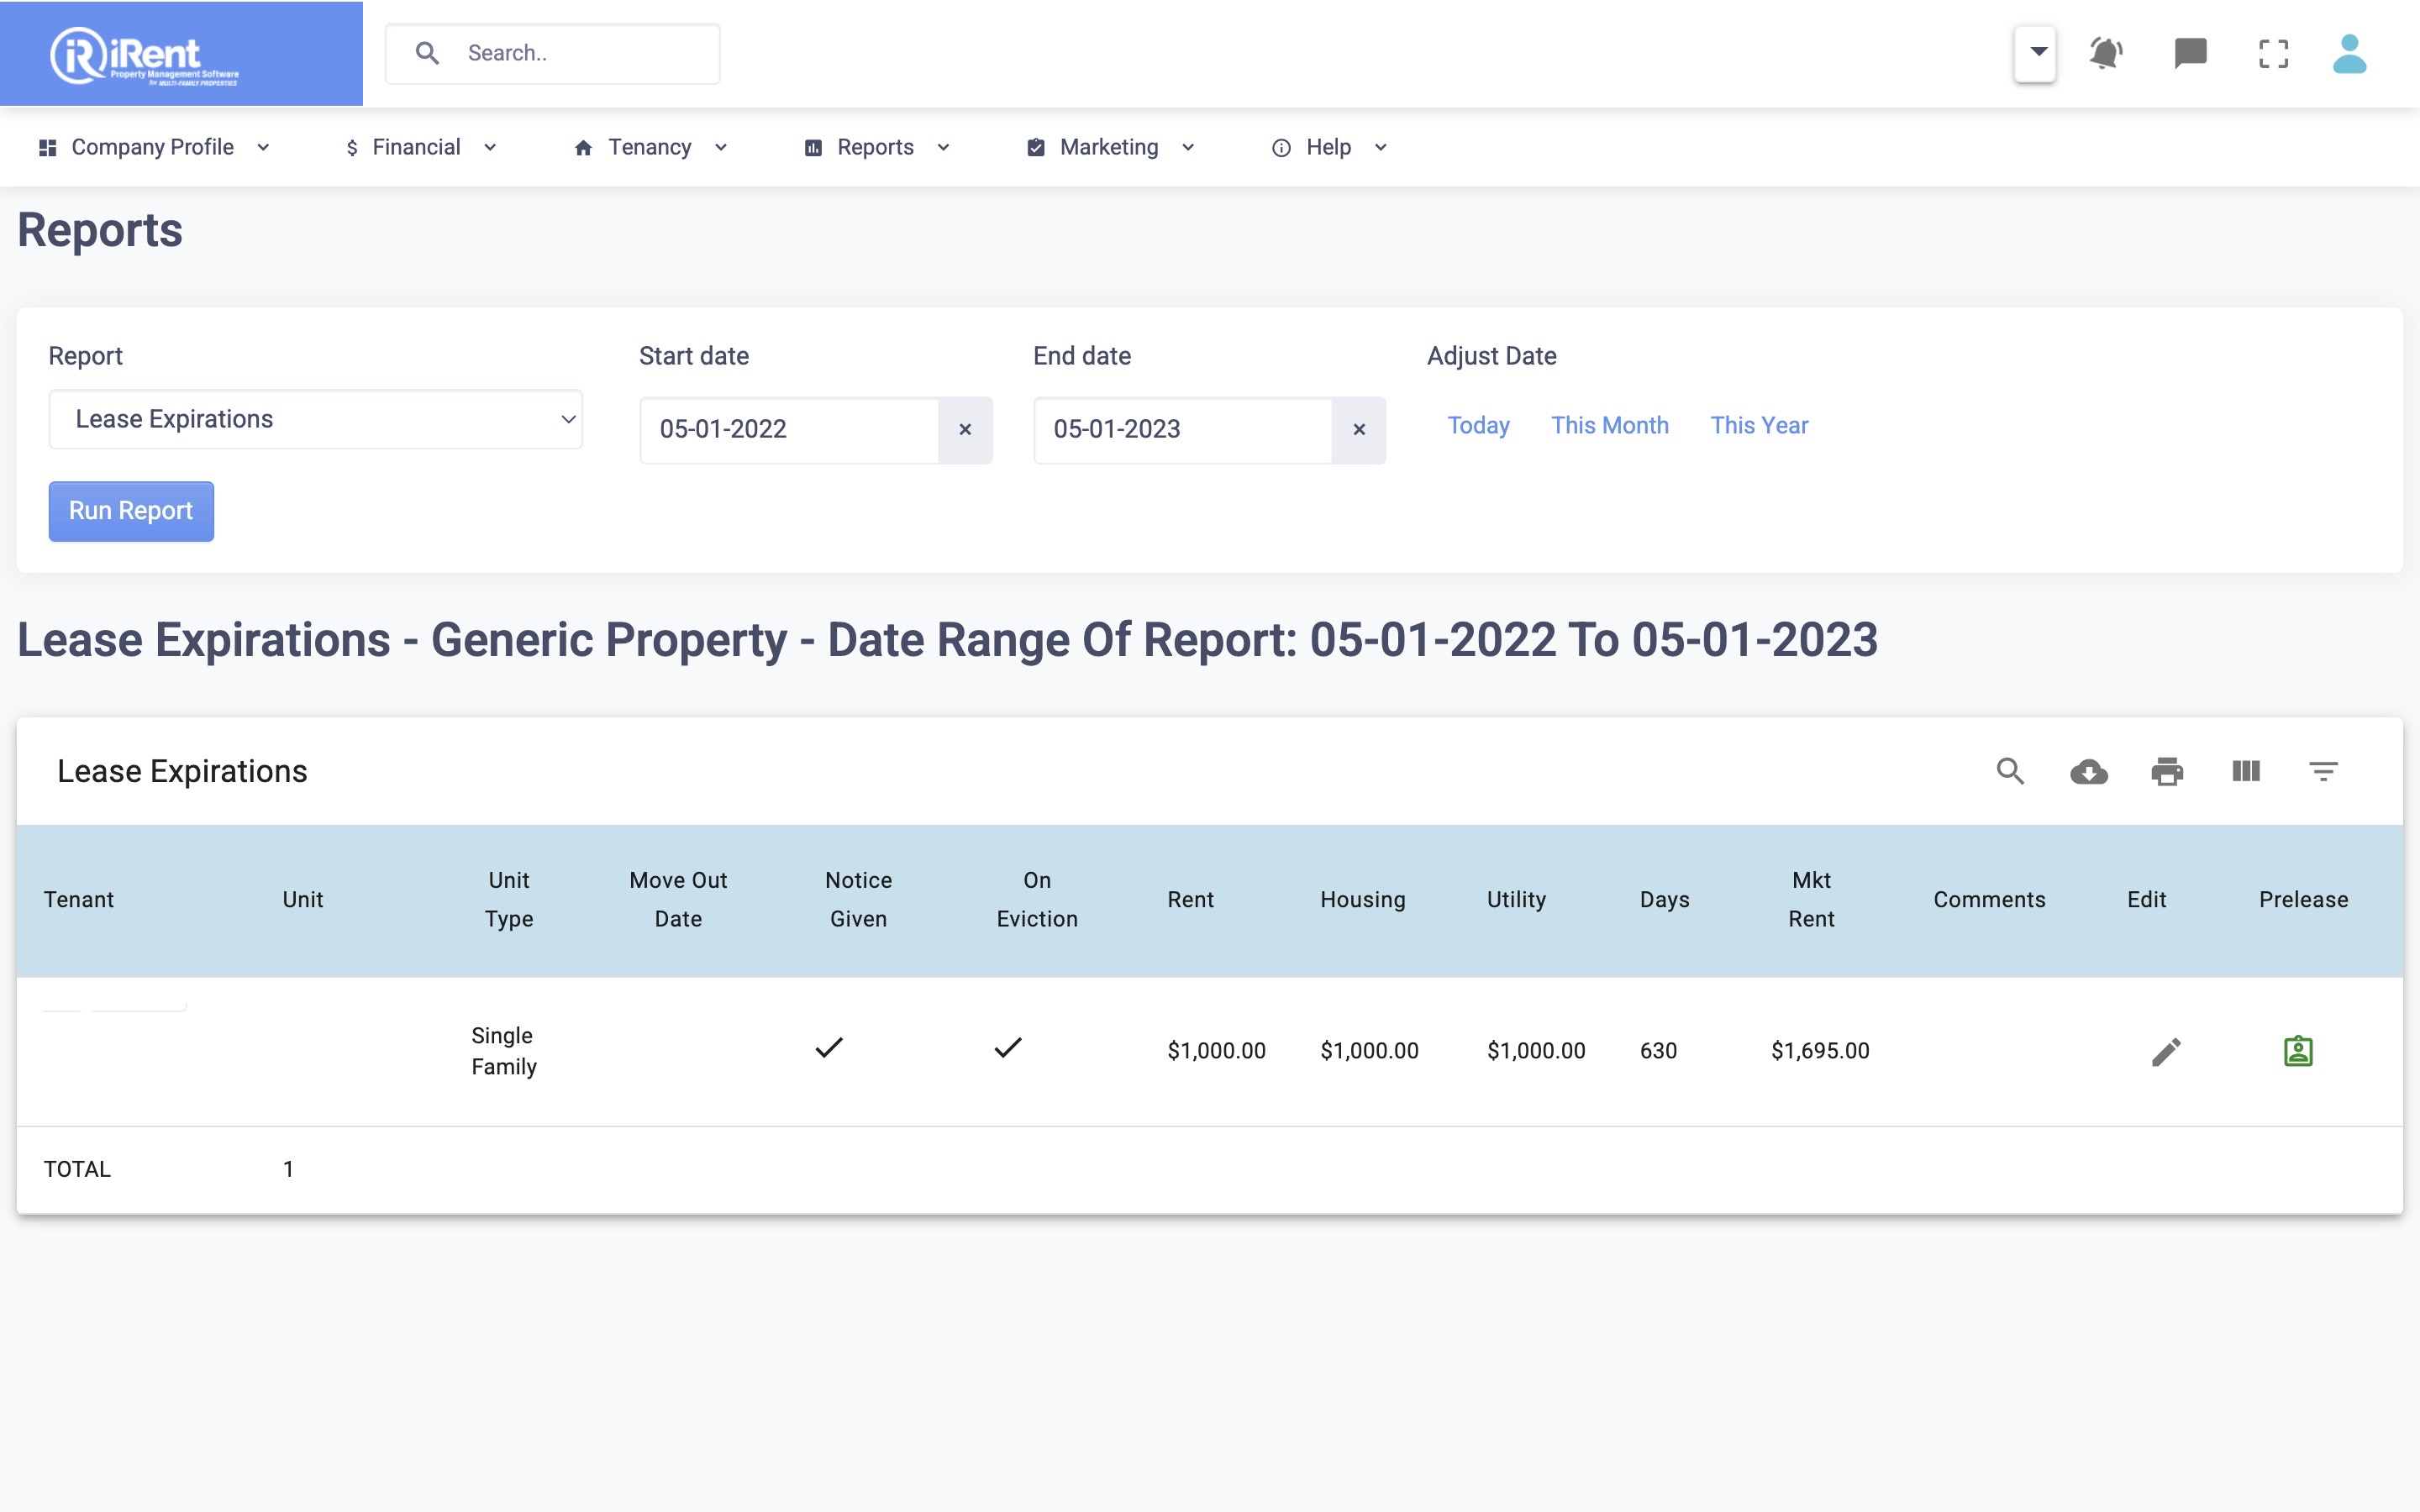 iRent
Property Management Software
for MULTI-FAMILY PROPERTIES
Search..
Company Profile Financial Tenancy Reports Marketing Help
Reports
Report Start date End date Adjust Date
Lease Expirations 05-01-2022 × 05-01-2023 × Today This Month This Year
Run Report
Lease Expirations - Generic Property - Date Range Of Report: 05-01-2022 To 05-01-2023
Lease Expirations
Tenant Unit Unit Type Move Out Date Notice Given On Eviction Rent Housing Utility Days Mkt Rent Comments Edit Prelease
Single Family $1,000.00 $1,000.00 $1,000.00 630 $1,695.00
TOTAL 1